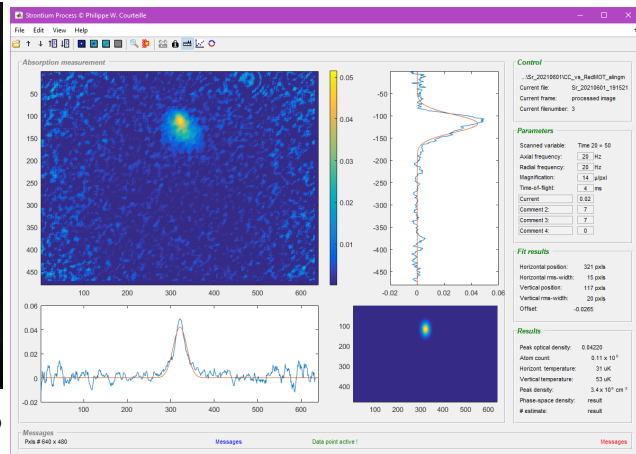 Strontium Process © Philippe W. Courteille
File Edit View Help
Absorption measurement
50
100
150
200
250
300
350
400
450
100 200 300 400 500 600
0.05
0.04
0.03
0.02
0.01
-50
-100
-150
-200
-250
-300
-350
-400
-450
-0.02 0 0.02 0.04 0.06
0.06
0.04
0.02
0
-0.02
100 200 300 400 500 600
100
200
300
400
100 200 300 400 500 600
Control
...\Sr_20210601\CC_vs_RedMOT_alingm
Current file: Sr_20210601_191521
Current frame: processed image
Current filenumber: 3
Parameters
Scanned variable: Time 20 × 50
Axial frequency: 20 Hz
Radial frequency: 20 Hz
Magnification: 14 µ/pxl
Time-of-flight: 4 ms
Current 0.02
Comment 2: 7
Comment 3: 7
Comment 4: 0
Fit results
Horizontal position: 321 pxls
Horizontal rms-width: 15 pxls
Vertical position: 117 pxls
Vertical rms-width: 20 pxls
Offset: -0.0265
Results
Peak optical density: 0.04220
Atom count:
Horizont. temperature: 31 uK
Vertical temperature: 53 uK
Peak density:
Phase-space density: result
# estimate: result
Messages
Pxls # 640 x 480 Messages Data point active ! Messages